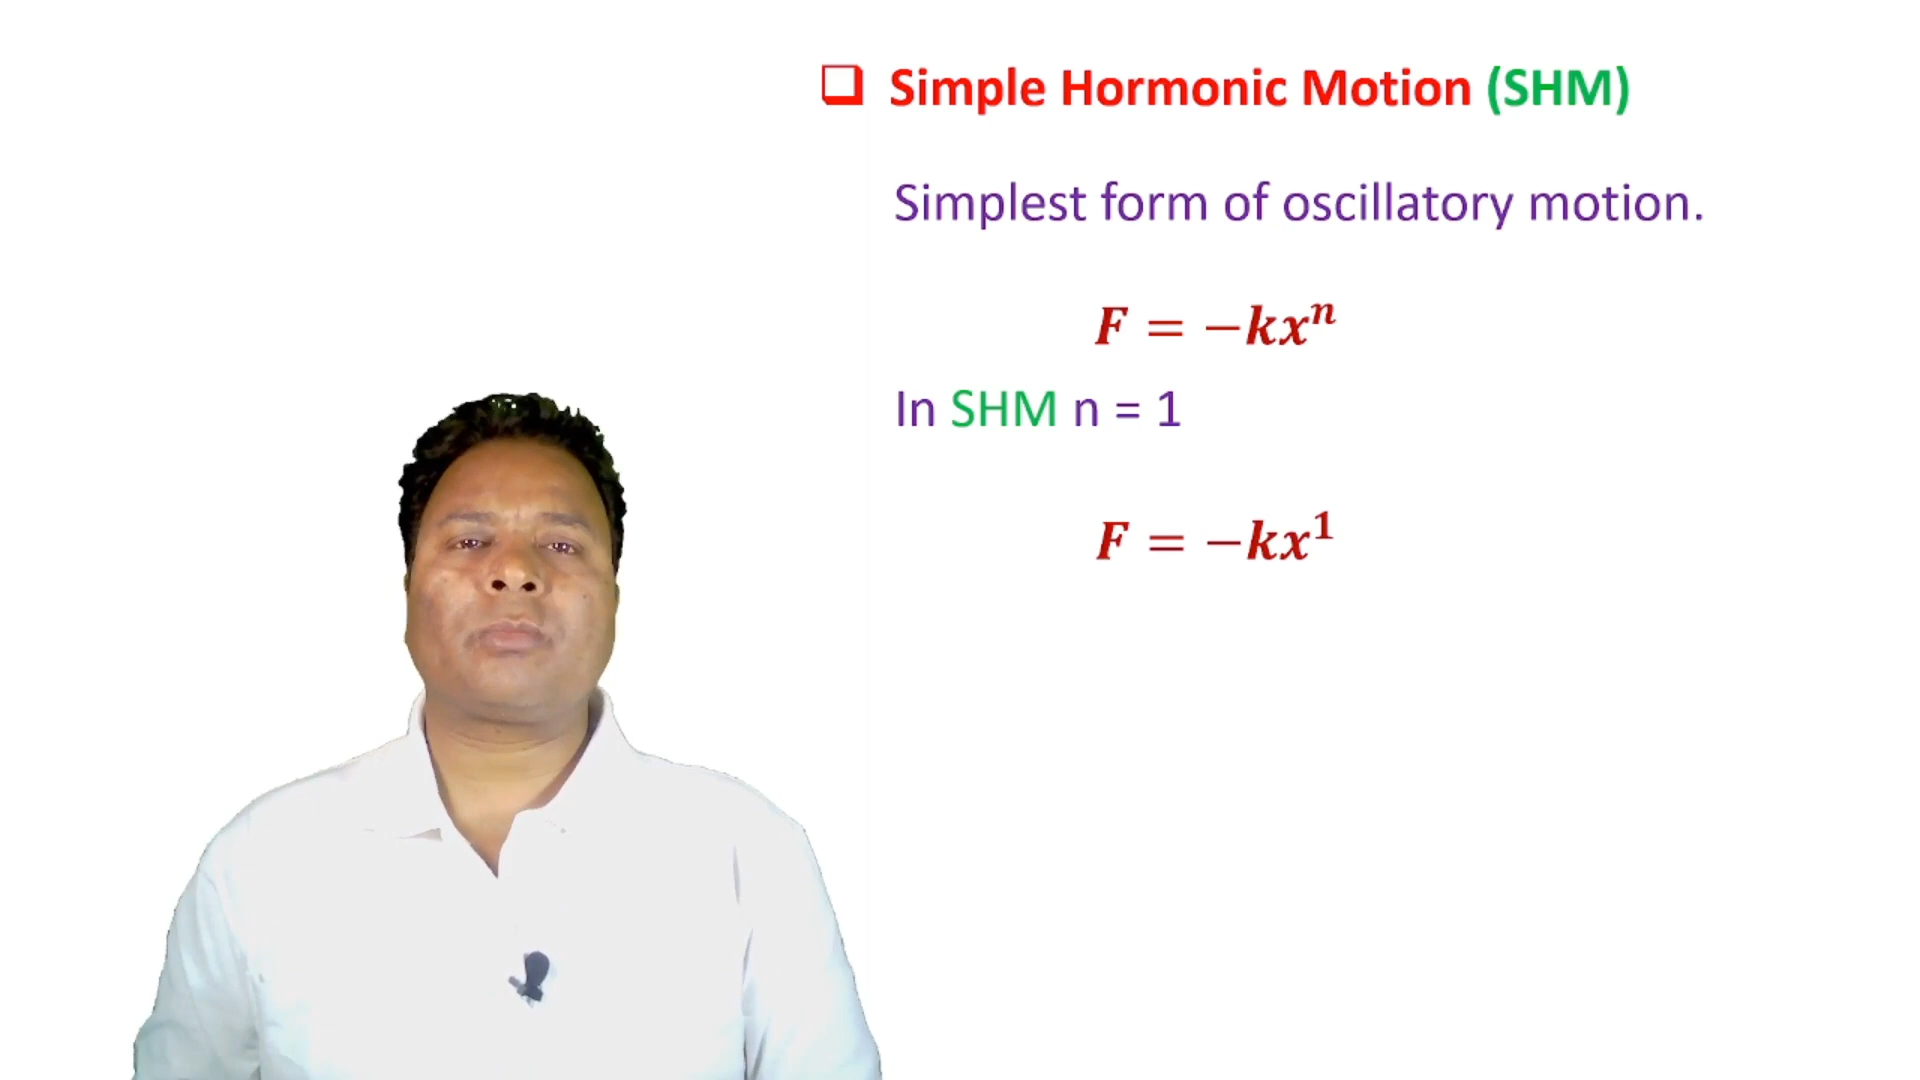 Simple Hormonic Motion (SHM)
Simplest form of oscillatory motion.
F = −kxⁿ
In SHM n = 1
F = −kx¹